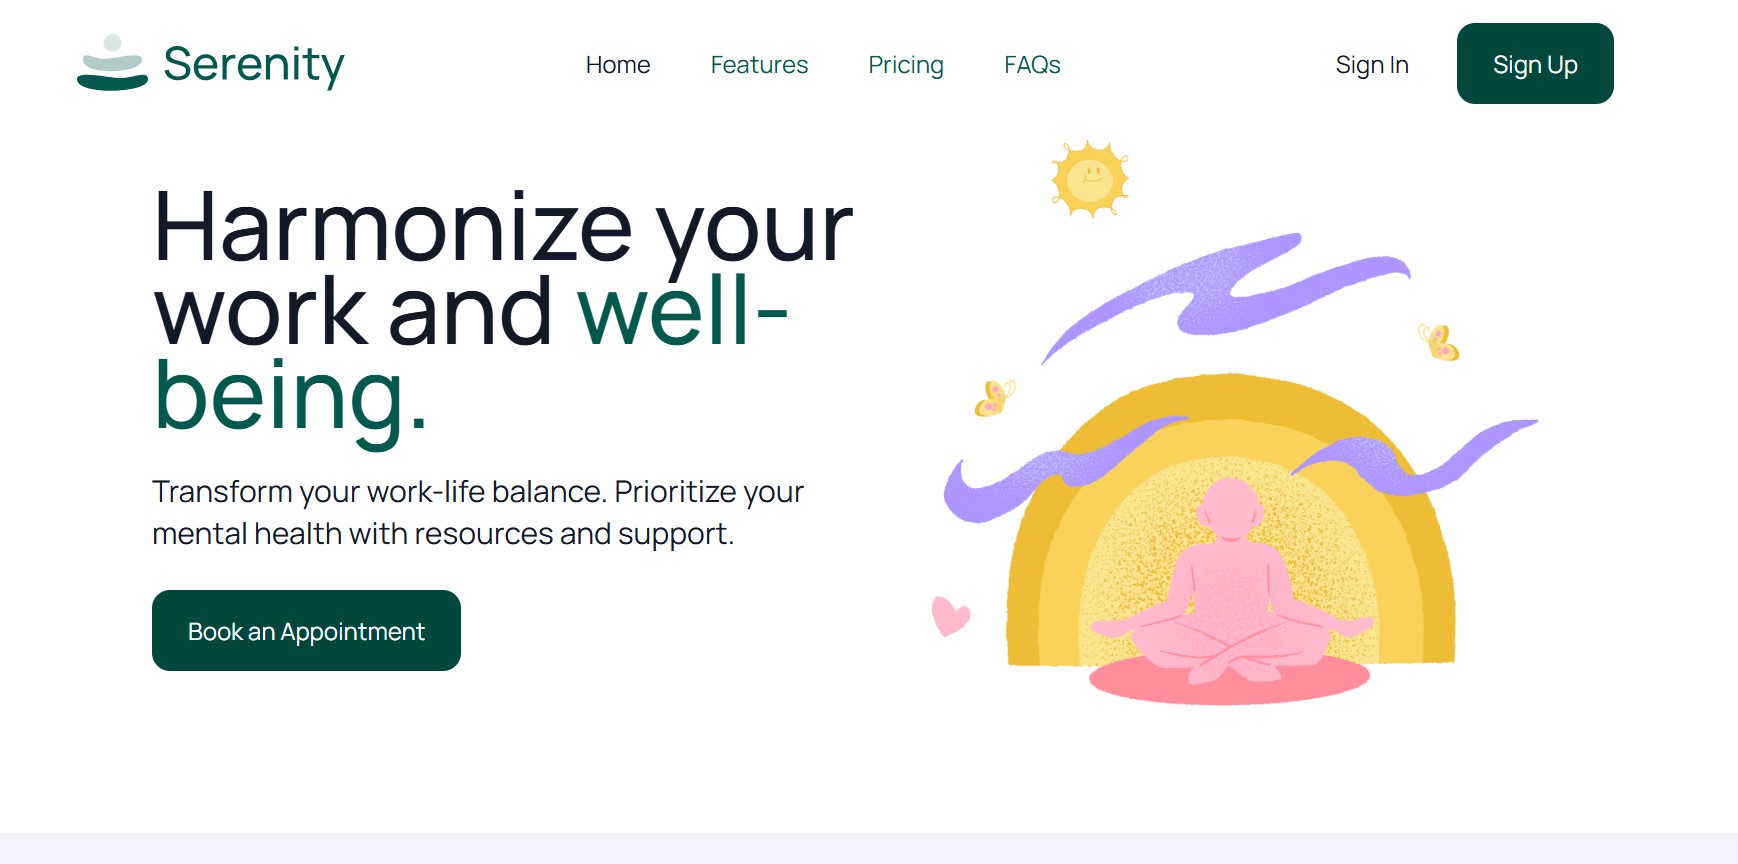 Serenity
Home
Features
Pricing
FAQs
Sign In
Sign Up
Harmonize your
work and well-
being.
Transform your work-life balance. Prioritize your
mental health with resources and support.
Book an Appointment